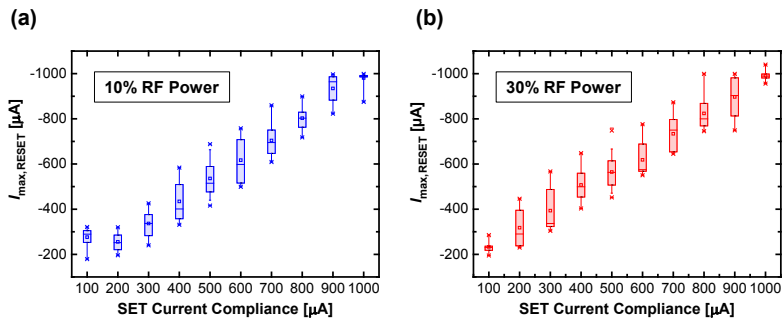 (a)
(b)
10% RF Power
30% RF Power
I_max,RESET [µA]
-1000
-800
-600
-400
-200
100 200 300 400 500 600 700 800 900 1000
SET Current Compliance [µA]
I_max,RESET [µA]
-1000
-800
-600
-400
-200
100 200 300 400 500 600 700 800 900 1000
SET Current Compliance [µA]